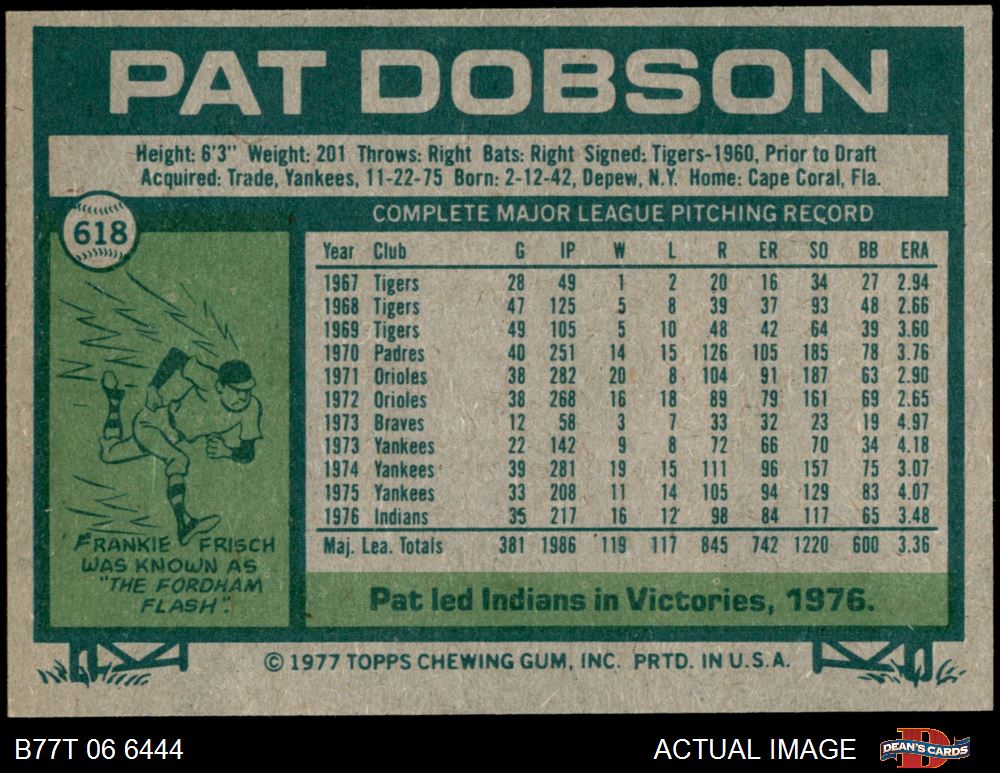 PAT DOBSON
Height: 6'3" Weight: 201 Throws: Right Bats: Right Signed: Tigers-1960, Prior to Draft
Acquired: Trade, Yankees, 11-22-75 Born: 2-12-42, Depew, N.Y. Home: Cape Coral, Fla.
618
COMPLETE MAJOR LEAGUE PITCHING RECORD
Year Club G IP W L R ER SO BB ERA
1967 Tigers 28 49 1 2 20 16 34 27 2.94
1968 Tigers 47 125 5 8 39 37 93 48 2.66
1969 Tigers 49 105 5 10 48 42 64 39 3.60
1970 Padres 40 251 14 15 126 105 185 78 3.76
1971 Orioles 38 282 20 8 104 91 187 63 2.90
1972 Orioles 38 268 16 18 89 79 161 69 2.65
1973 Braves 12 58 3 7 33 32 23 19 4.97
1973 Yankees 22 142 9 8 72 66 70 34 4.18
1974 Yankees 39 281 19 15 111 96 157 75 3.07
1975 Yankees 33 208 11 14 105 94 129 83 4.07
1976 Indians 35 217 16 12 98 84 117 65 3.48
Maj. Lea. Totals 381 1986 119 117 845 742 1220 600 3.36
FRANKIE FRISCH
WAS KNOWN AS
"THE FORDHAM
FLASH".
Pat led Indians in Victories, 1976.
© 1977 TOPPS CHEWING GUM, INC. PRTD. IN U.S.A.
B77T 06 6444
ACTUAL IMAGE
DEAN'S CARDS